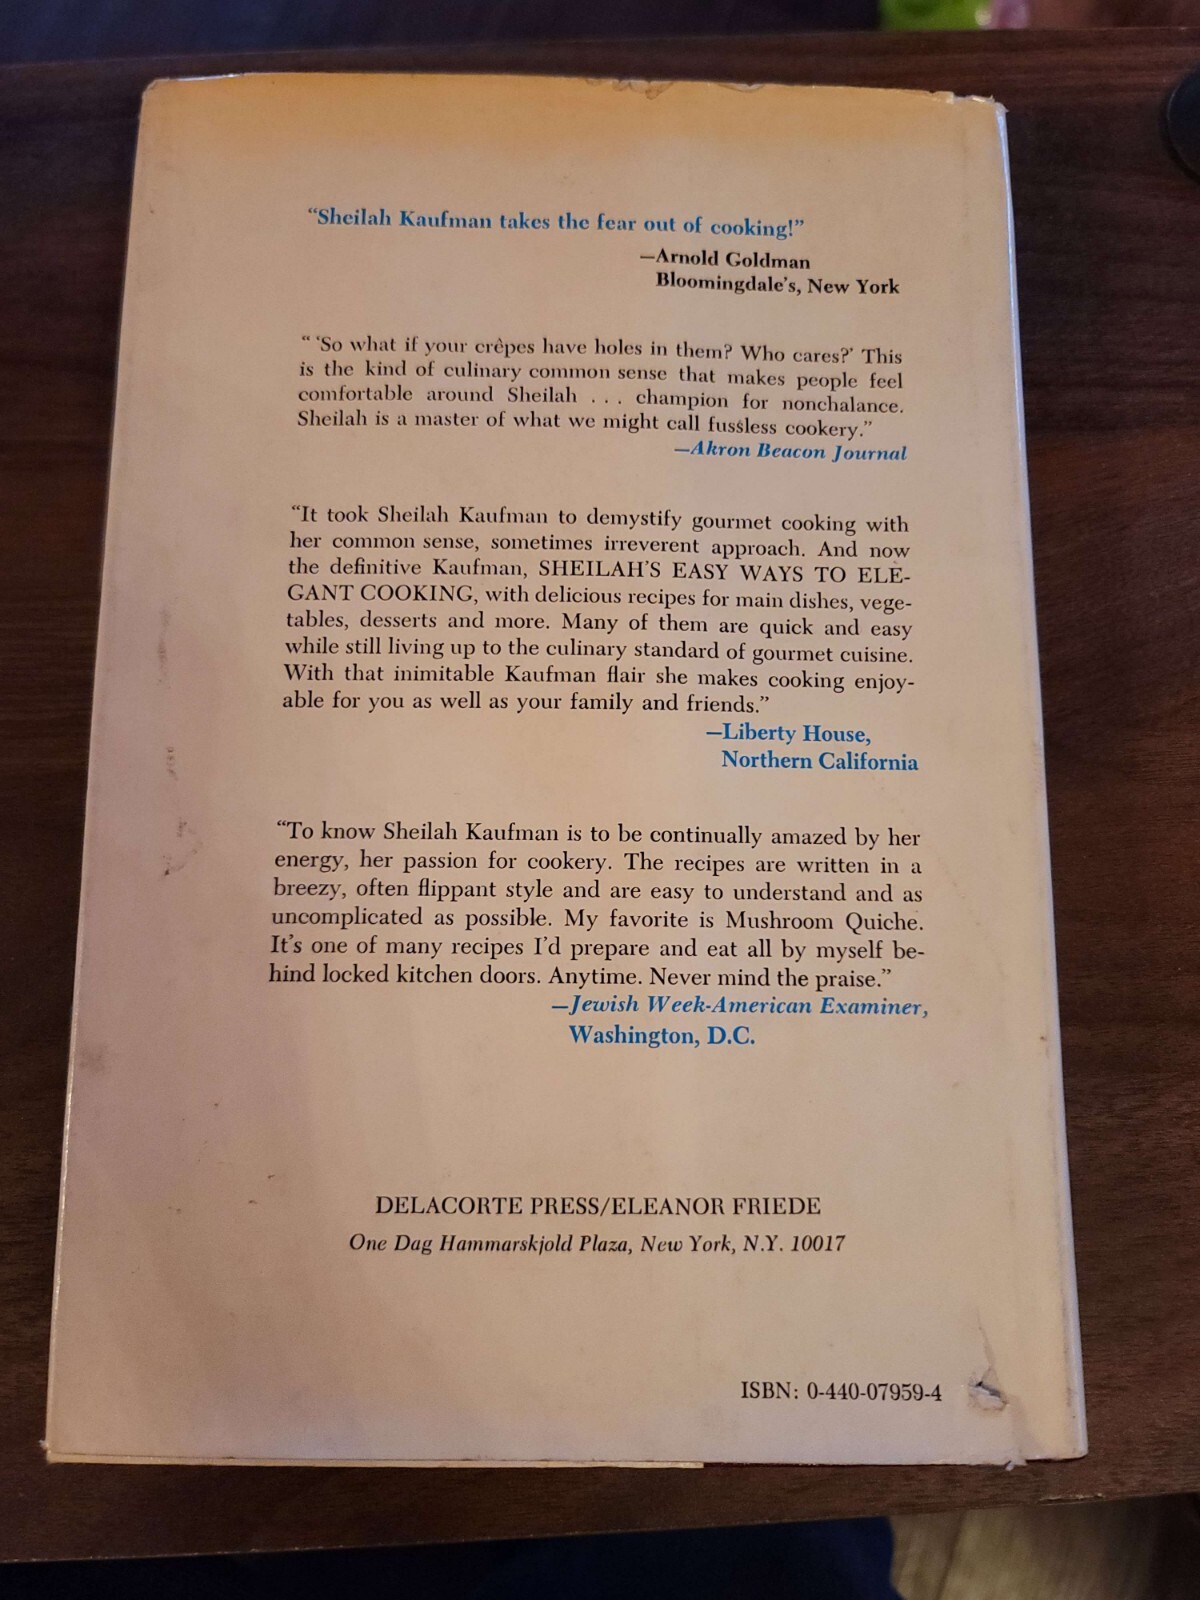 “Sheilah Kaufman takes the fear out of cooking!”
—Arnold Goldman
Bloomingdale's, New York
“ ‘So what if your crêpes have holes in them? Who cares?’ This
is the kind of culinary common sense that makes people feel
comfortable around Sheilah . . . champion for nonchalance.
Sheilah is a master of what we might call fussless cookery.”
—Akron Beacon Journal
“It took Sheilah Kaufman to demystify gourmet cooking with
her common sense, sometimes irreverent approach. And now
the definitive Kaufman, SHEILAH'S EASY WAYS TO ELE-
GANT COOKING, with delicious recipes for main dishes, vege-
tables, desserts and more. Many of them are quick and easy
while still living up to the culinary standard of gourmet cuisine.
With that inimitable Kaufman flair she makes cooking enjoy-
able for you as well as your family and friends.”
—Liberty House,
Northern California
“To know Sheilah Kaufman is to be continually amazed by her
energy, her passion for cookery. The recipes are written in a
breezy, often flippant style and are easy to understand and as
uncomplicated as possible. My favorite is Mushroom Quiche.
It's one of many recipes I'd prepare and eat all by myself be-
hind locked kitchen doors. Anytime. Never mind the praise.”
—Jewish Week-American Examiner,
Washington, D.C.
DELACORTE PRESS/ELEANOR FRIEDE
One Dag Hammarskjold Plaza, New York, N.Y. 10017
ISBN: 0-440-07959-4